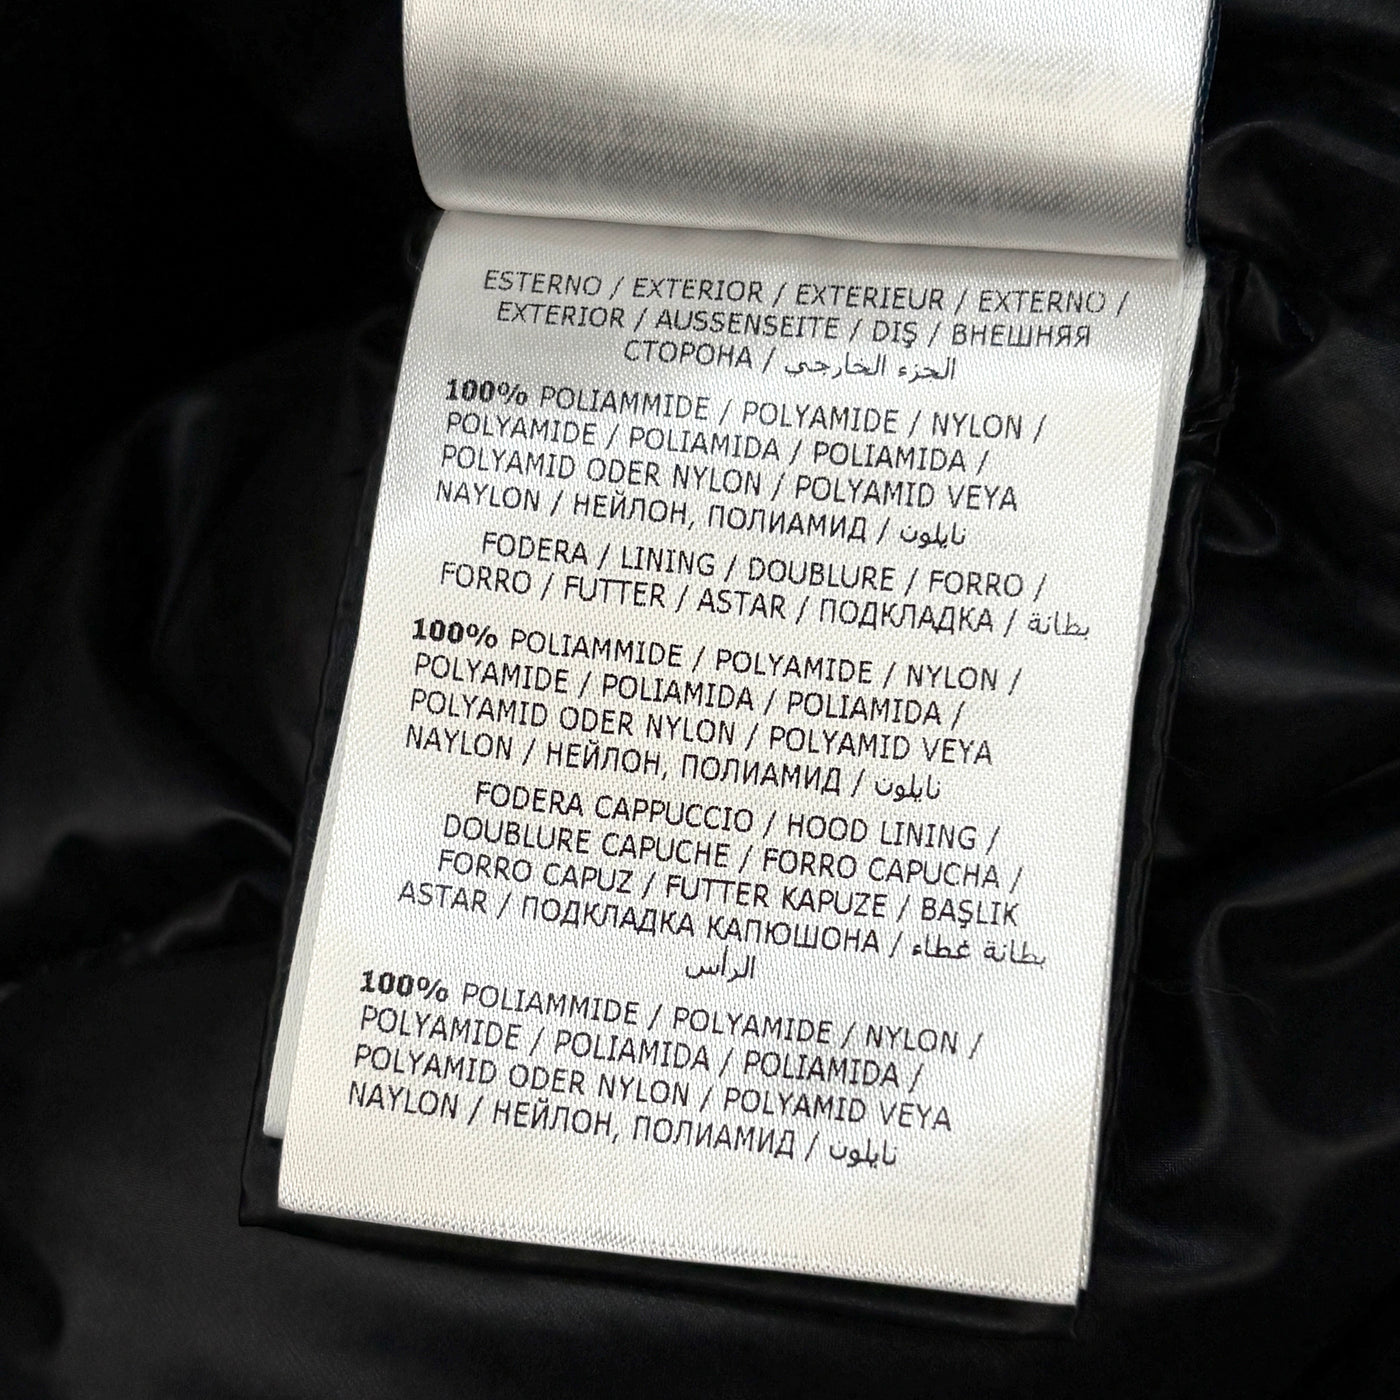 ESTERNO / EXTERIOR / EXTERIEUR / EXTERNO /
EXTERIOR / AUSSENSEITE / DIŞ / ВНЕШНЯЯ
СТОРОНА / الجزء الخارجي
100% POLIAMMIDE / POLYAMIDE / NYLON /
POLYAMIDE / POLIAMIDA / POLIAMIDA /
POLYAMID ODER NYLON / POLYAMID VEYA
NAYLON / НЕЙЛОН, ПОЛИАМИД / نايلون
FODERA / LINING / DOUBLURE / FORRO /
FORRO / FUTTER / ASTAR / ПОДКЛАДКА / بطانة
100% POLIAMMIDE / POLYAMIDE / NYLON /
POLYAMIDE / POLIAMIDA / POLIAMIDA /
POLYAMID ODER NYLON / POLYAMID VEYA
NAYLON / НЕЙЛОН, ПОЛИАМИД / نايلون
FODERA CAPPUCCIO / HOOD LINING /
DOUBLURE CAPUCHE / FORRO CAPUCHA /
FORRO CAPUZ / FUTTER KAPUZE / BAŞLIK
ASTAR / ПОДКЛАДКА КАПЮШОНА / بطانة غطاء
الرأس
100% POLIAMMIDE / POLYAMIDE / NYLON /
POLYAMIDE / POLIAMIDA / POLIAMIDA /
POLYAMID ODER NYLON / POLYAMID VEYA
NAYLON / НЕЙЛОН, ПОЛИАМИД / نايلون